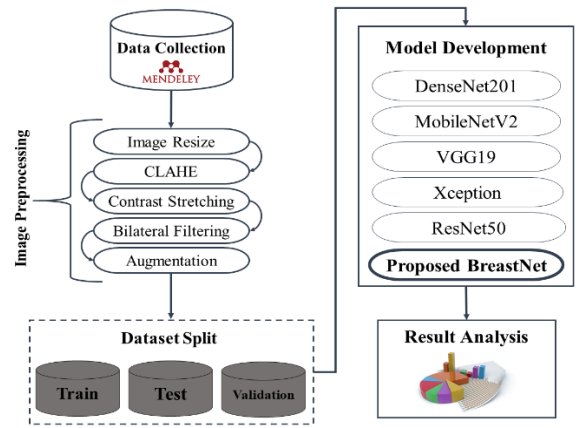 Data Collection
MENDELEY
Image Preprocessing
Image Resize
CLAHE
Contrast Stretching
Bilateral Filtering
Augmentation
Dataset Split
Train
Test
Validation
Model Development
DenseNet201
MobileNetV2
VGG19
Xception
ResNet50
Proposed BreastNet
Result Analysis